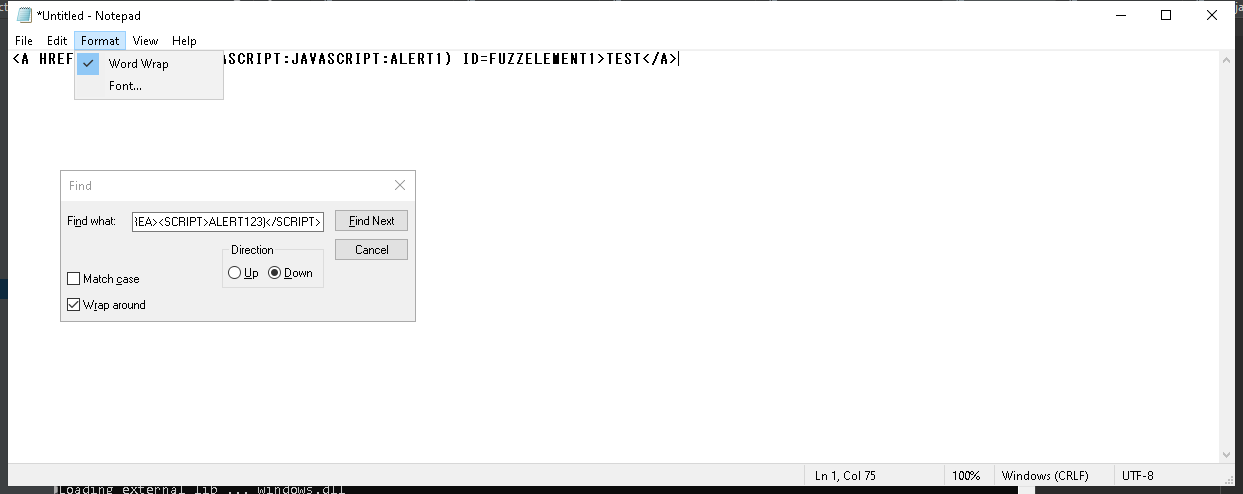 *Untitled - Notepad
File Edit Format View Help
<A HREF ASCRIPT:JAVASCRIPT:ALERT1) ID=FUZZELEMENT1>TEST</A>
Word Wrap
Font...
Find
Find what: EA><SCRIPT>ALERT123)</SCRIPT> Find Next
Direction Cancel
Up Down
Match case
Wrap around
Ln 1, Col 75 100% Windows (CRLF) UTF-8
Loading external lib ... windows.dll